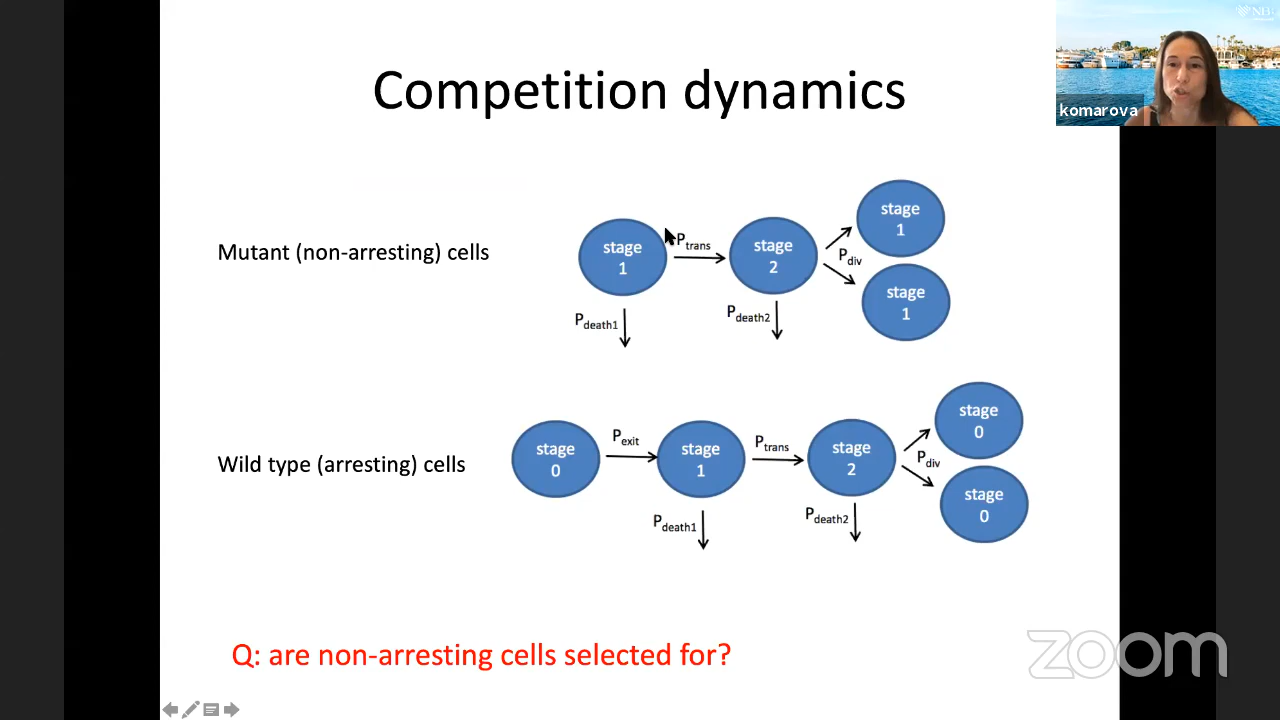 Competition dynamics
NBI
komarova
Mutant (non-arresting) cells
stage
1
Ptrans
stage
2
Pdiv
stage
1
stage
1
Pdeath1
Pdeath2
Wild type (arresting) cells
stage
0
Pexit
stage
1
Ptrans
stage
2
Pdiv
stage
0
stage
0
Pdeath1
Pdeath2
Q: are non-arresting cells selected for?
zoom